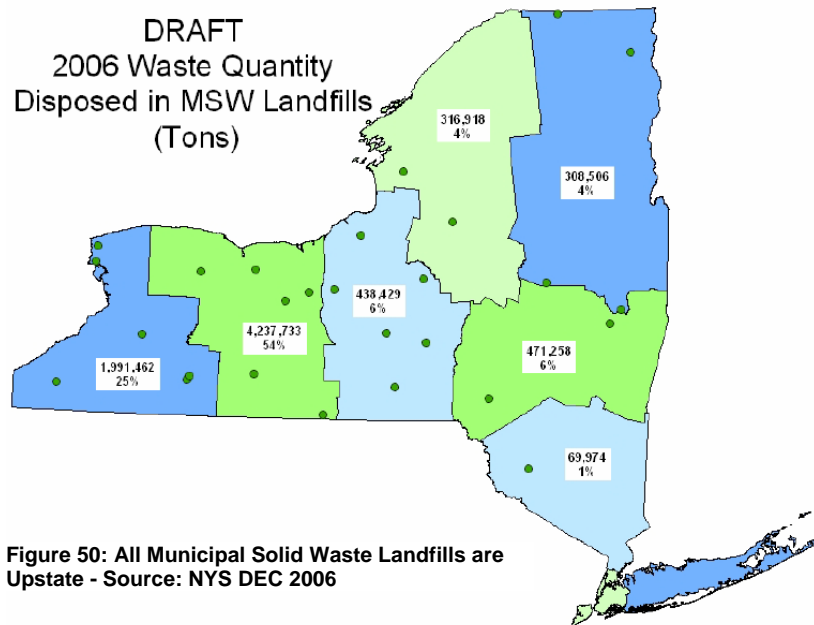 DRAFT
2006 Waste Quantity
Disposed in MSW Landfills
(Tons)
316,918
4%
308,506
4%
438,429
6%
4,237,733
54%
1,991,462
25%
471,258
6%
69,974
1%
Figure 50: All Municipal Solid Waste Landfills are
Upstate - Source: NYS DEC 2006